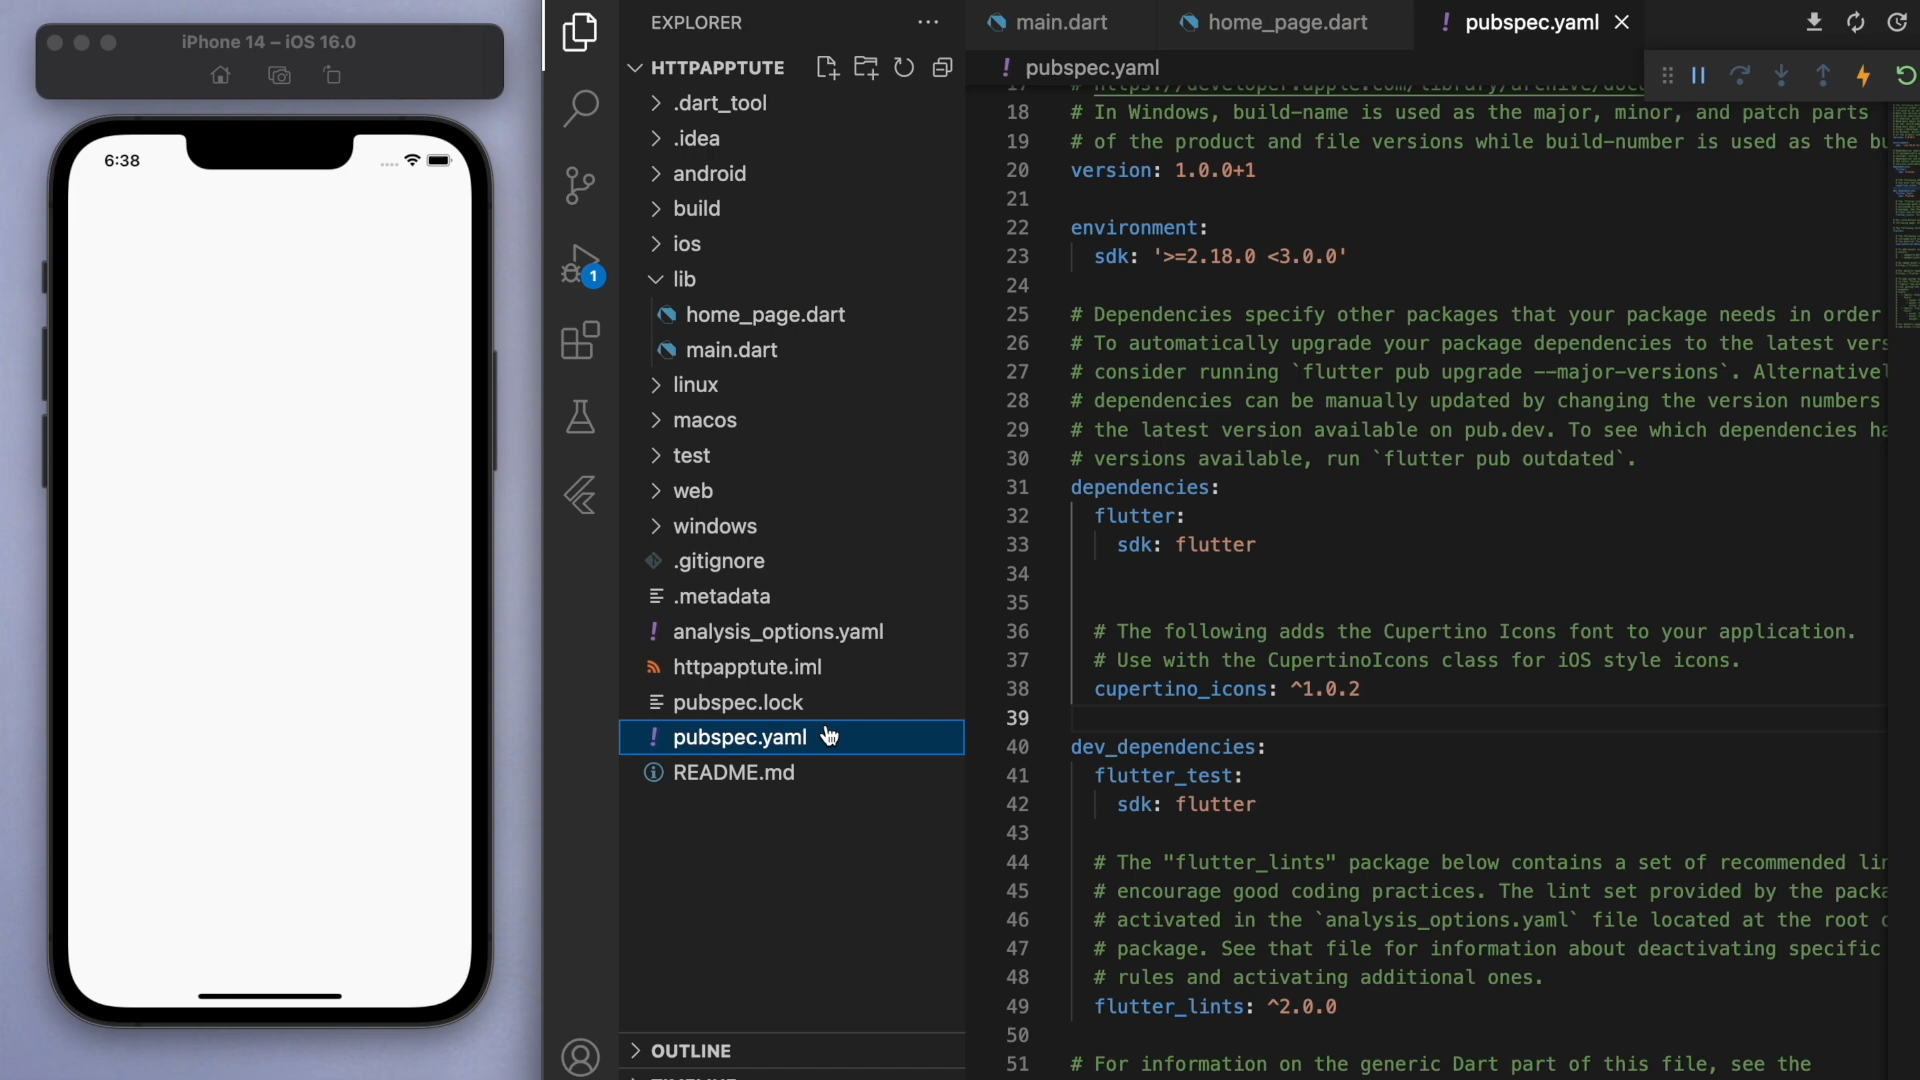 iPhone 14 – iOS 16.0
6:38
EXPLORER
HTTPAPPTUTE
.dart_tool
.idea
android
build
ios
lib
home_page.dart
main.dart
linux
macos
test
web
windows
.gitignore
.metadata
! analysis_options.yaml
httpapptute.iml
pubspec.lock
! pubspec.yaml
README.md
OUTLINE
1
main.dart
home_page.dart
! pubspec.yaml
! pubspec.yaml
18 # In Windows, build-name is used as the major, minor, and patch parts
19 # of the product and file versions while build-number is used as the
20 version: 1.0.0+1
21
22 environment:
23 sdk: '>=2.18.0 <3.0.0'
24
25 # Dependencies specify other packages that your package needs in order
26 # To automatically upgrade your package dependencies to the latest
27 # consider running `flutter pub upgrade --major-versions`.
28 # dependencies can be manually updated by changing the version numbers
29 # the latest version available on pub.dev. To see which dependencies
30 # versions available, run `flutter pub outdated`.
31 dependencies:
32 flutter:
33 sdk: flutter
34
35
36 # The following adds the Cupertino Icons font to your application.
37 # Use with the CupertinoIcons class for iOS style icons.
38 cupertino_icons: ^1.0.2
39
40 dev_dependencies:
41 flutter_test:
42 sdk: flutter
43
44 # The "flutter_lints" package below contains a set of recommended
45 # encourage good coding practices. The lint set provided by the
46 # activated in the `analysis_options.yaml` file located at the root
47 # package. See that file for information about deactivating specific
48 # rules and activating additional ones.
49 flutter_lints: ^2.0.0
50
51 # For information on the generic Dart part of this file, see the